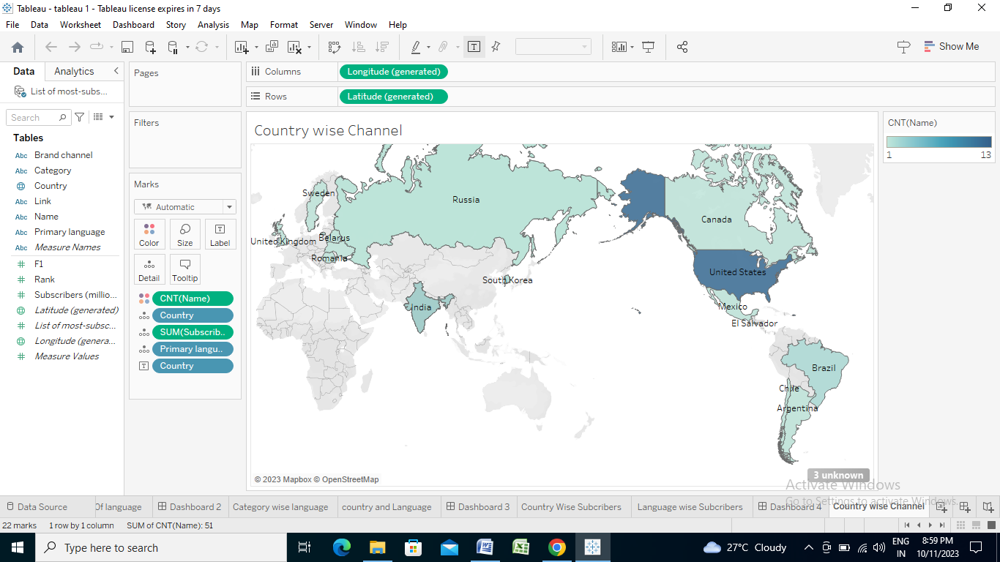 Tableau - tableau 1 - Tableau license expires in 7 days
File Data Worksheet Dashboard Story Analysis Map Format Server Window Help
Show Me
Data Analytics
List of most-subs...
Search
Tables
Abc Brand channel
Abc Category
Country
Abc Link
Abc Name
Abc Primary language
Abc Measure Names
F1
Rank
Subscribers (millio...
Latitude (generated)
List of most-subsc...
Longitude (genera...
Measure Values
Pages
Filters
Marks
Automatic
Color Size Label
Detail Tooltip
CNT(Name)
Country
SUM(Subscrib..
Primary langu..
Country
Columns Longitude (generated)
Rows Latitude (generated)
Country wise Channel
Sweden
Russia
United Kingdom
Belarus
Romania
South Korea
India
Canada
United States
Mexico
El Salvador
Brazil
Chile
Argentina
© 2023 Mapbox © OpenStreetMap
3 unknown
CNT(Name)
1 13
Activate Windows
Go to Settings to activate Windows.
Data Source Of language Dashboard 2 Category wise language country and Language Dashboard 3 Country Wise Subcribers Language wise Subcribers Dashboard 4 Country wise Channel
22 marks 1 row by 1 column SUM of CNT(Name): 51
Type here to search
27°C Cloudy
ENG
IN
8:59 PM
10/11/2023